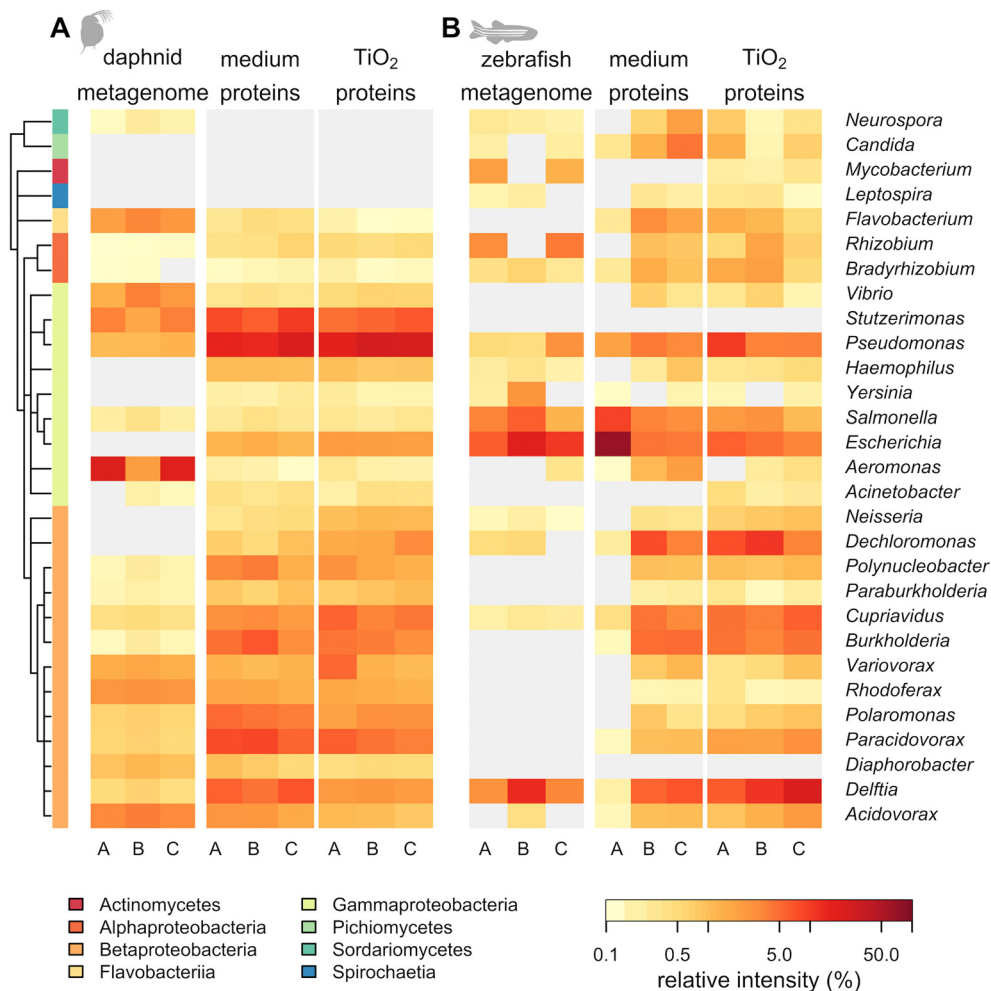 A
B
daphnid
metagenome
medium
proteins
TiO2
proteins
zebrafish
metagenome
medium
proteins
TiO2
proteins
Neurospora
Candida
Mycobacterium
Leptospira
Flavobacterium
Rhizobium
Bradyrhizobium
Vibrio
Stutzerimonas
Pseudomonas
Haemophilus
Yersinia
Salmonella
Escherichia
Aeromonas
Acinetobacter
Neisseria
Dechloromonas
Polynucleobacter
Paraburkholderia
Cupriavidus
Burkholderia
Variovorax
Rhodoferax
Polaromonas
Paracidovorax
Diaphorobacter
Delftia
Acidovorax
A B C A B C A B C A B C A B C A B C
Actinomycetes
Alphaproteobacteria
Betaproteobacteria
Flavobacteriia
Gammaproteobacteria
Pichiomycetes
Sordariomycetes
Spirochaetia
0.1 0.5 5.0 50.0
relative intensity (%)